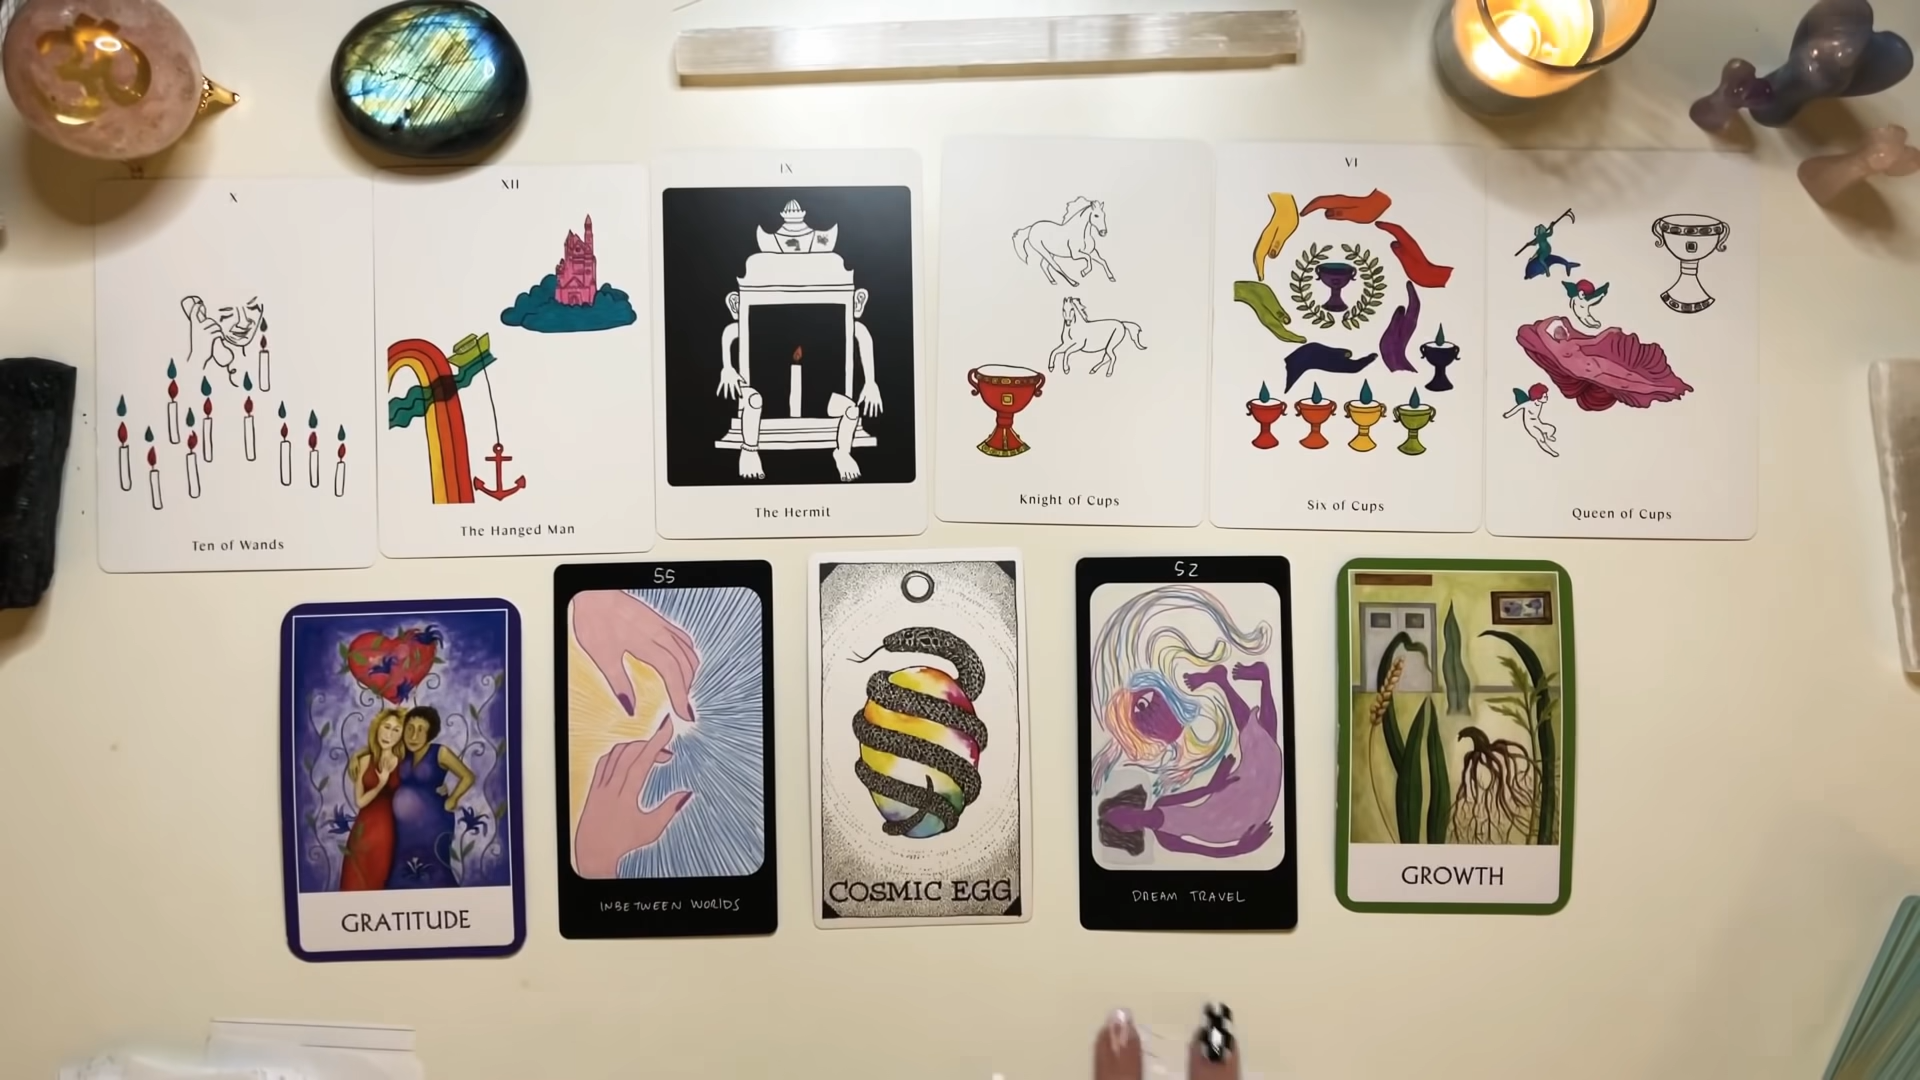 X
Ten of Wands
XII
The Hanged Man
IX
The Hermit
Knight of Cups
VI
Six of Cups
Queen of Cups
GRATITUDE
55
INBETWEEN WORLDS
COSMIC EGG
52
DREAM TRAVEL
GROWTH